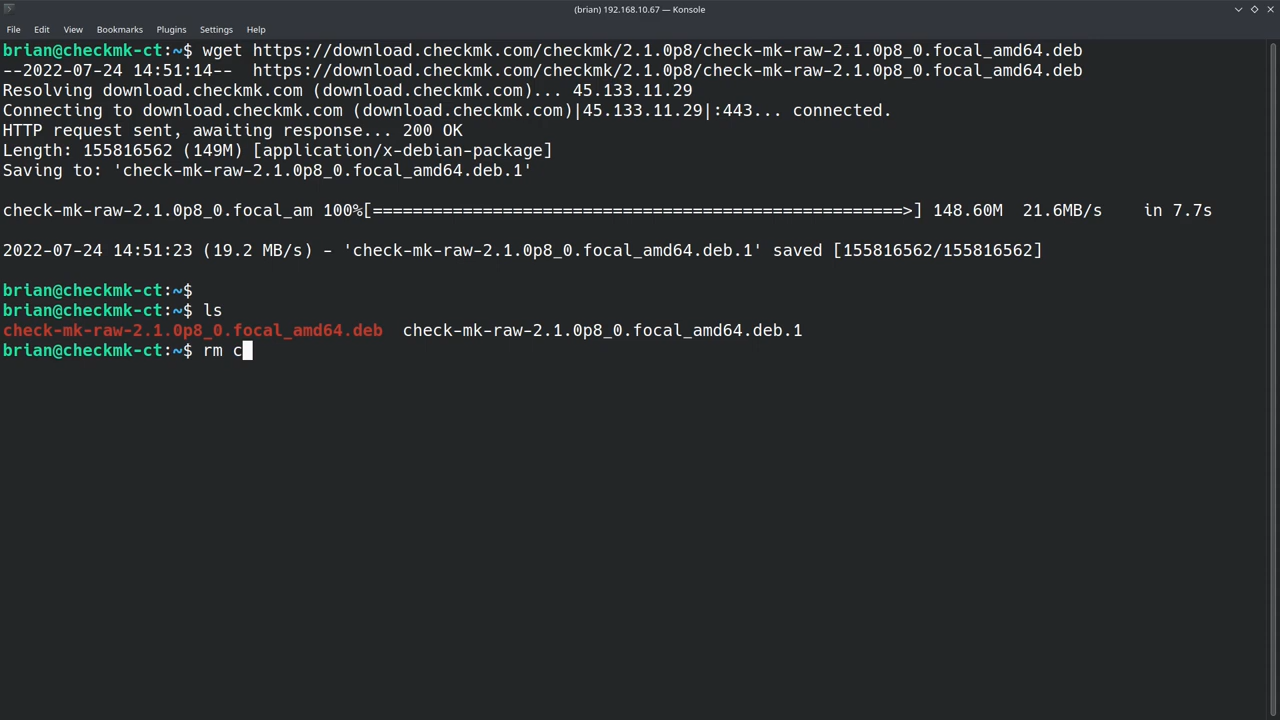 (brian) 192.168.10.67 — Konsole
File Edit View Bookmarks Plugins Settings Help
brian@checkmk-ct:~$ wget https://download.checkmk.com/checkmk/2.1.0p8/check-mk-raw-2.1.0p8_0.focal_amd64.deb
--2022-07-24 14:51:14-- https://download.checkmk.com/checkmk/2.1.0p8/check-mk-raw-2.1.0p8_0.focal_amd64.deb
Resolving download.checkmk.com (download.checkmk.com)... 45.133.11.29
Connecting to download.checkmk.com (download.checkmk.com)|45.133.11.29|:443... connected.
HTTP request sent, awaiting response... 200 OK
Length: 155816562 (149M) [application/x-debian-package]
Saving to: 'check-mk-raw-2.1.0p8_0.focal_amd64.deb.1'
check-mk-raw-2.1.0p8_0.focal_am 100%[=====================================================>] 148.60M 21.6MB/s in 7.7s
2022-07-24 14:51:23 (19.2 MB/s) - 'check-mk-raw-2.1.0p8_0.focal_amd64.deb.1' saved [155816562/155816562]
brian@checkmk-ct:~$
brian@checkmk-ct:~$ ls
check-mk-raw-2.1.0p8_0.focal_amd64.deb check-mk-raw-2.1.0p8_0.focal_amd64.deb.1
brian@checkmk-ct:~$ rm c